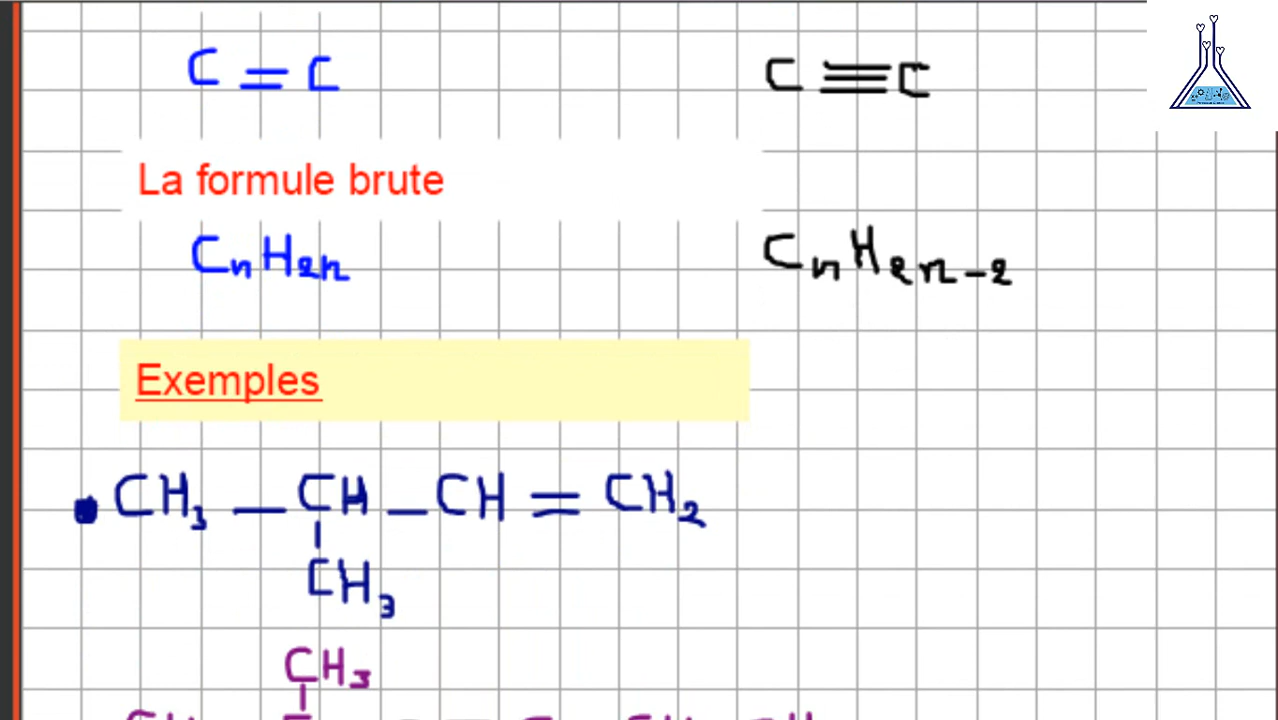 C = C C ≡ C
La formule brute
CnH2n CnH2n-2
Exemples
• CH3 — CH — CH = CH2
CH3
CH3